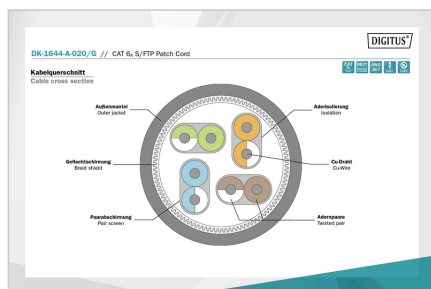 DIGITUS®
DK-1644-A-020/G // CAT 6A S/FTP Patch Cord
Kabelquerschnitt
Cable cross section
Außenmantel
Outer jacket
Aderisolierung
Isolation
Geflechtschirmung
Braid shield
Cu-Draht
Cu-Wire
Paarabschirmung
Pair screen
Adernpaare
Twisted pair